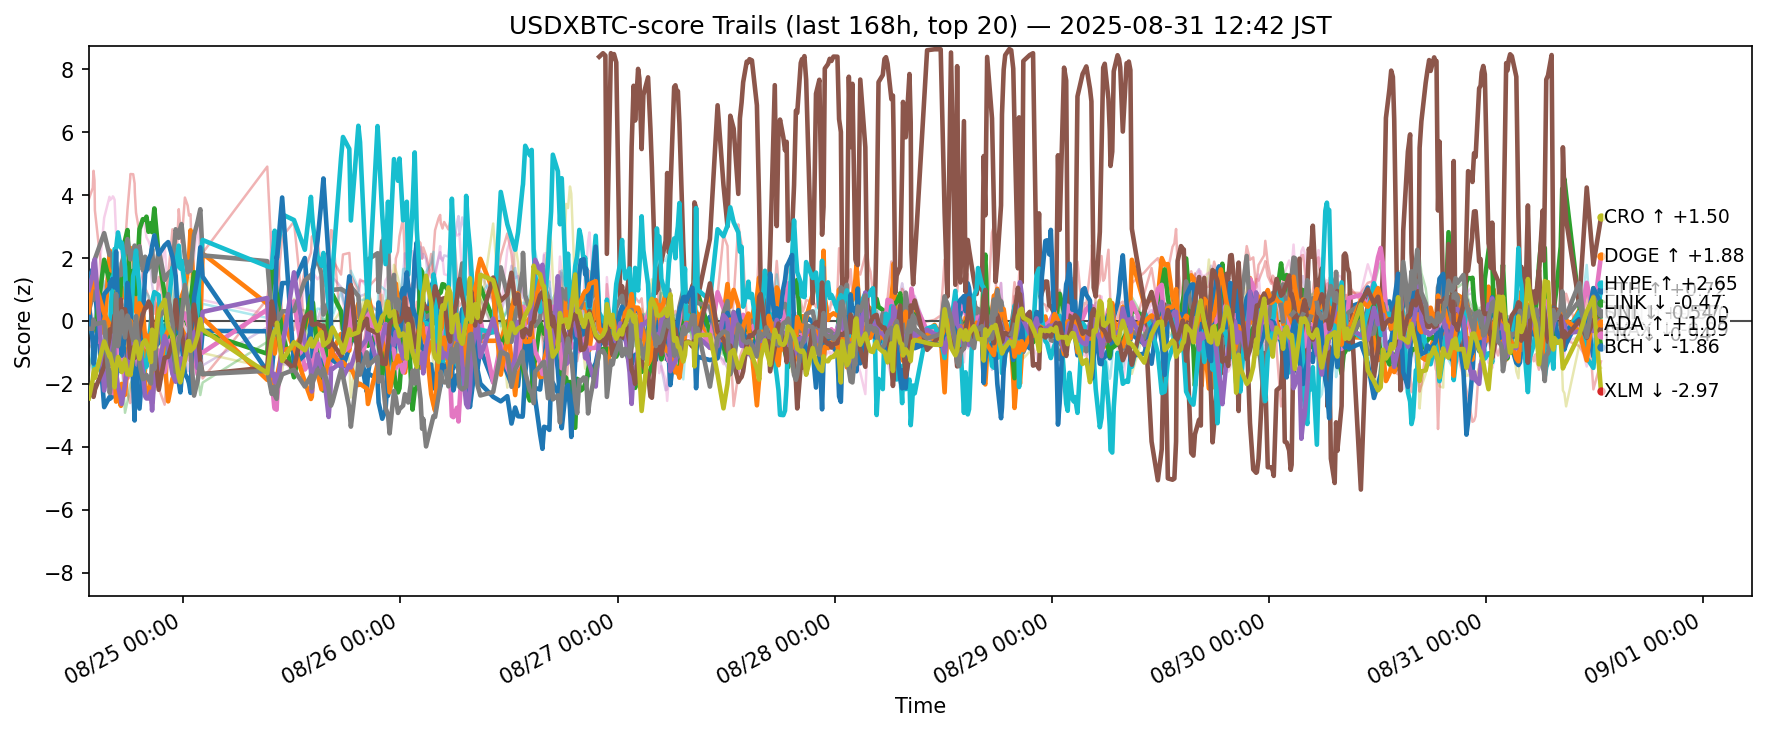 USDXBTC-score Trails (last 168h, top 20) — 2025-08-31 12:42 JST
Score (z)
8
6
4
2
0
−2
−4
−6
−8
CRO ↑ +1.50
DOGE ↑ +1.88
HYPE ↑ +2.65
LINK ↓ -0.47
ADA ↑ +1.05
BCH ↓ -1.86
XLM ↓ -2.97
08/25 00:00
08/26 00:00
08/27 00:00
08/28 00:00
08/29 00:00
08/30 00:00
08/31 00:00
09/01 00:00
Time